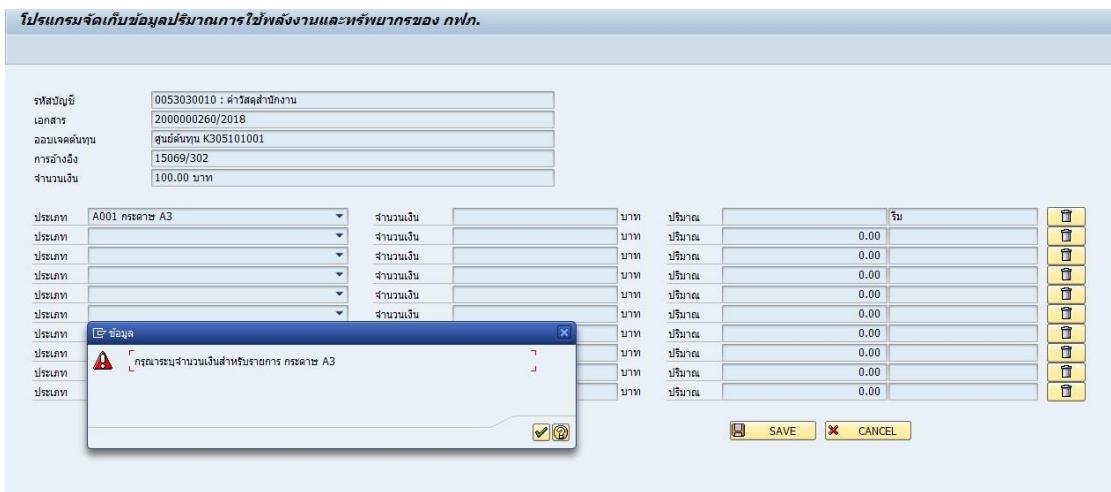 โปรแกรมจัดเก็บข้อมูลปริมาณการใช้พลังงานและทรัพยากรของ กฟภ.
รหัสบัญชี 0053030010 : ค่าวัสดุสำนักงาน
เอกสาร 2000000260/2018
ออบเจคต้นทุน ศูนย์ต้นทุน K305101001
การอ้างอิง 15069/302
จำนวนเงิน 100.00 บาท
ประเภท A001 กระดาษ A3 จำนวนเงิน บาท ปริมาณ ริม
ประเภท จำนวนเงิน บาท ปริมาณ 0.00
ประเภท จำนวนเงิน บาท ปริมาณ 0.00
ประเภท จำนวนเงิน บาท ปริมาณ 0.00
ประเภท จำนวนเงิน บาท ปริมาณ 0.00
ประเภท จำนวนเงิน บาท ปริมาณ 0.00
ประเภท ข้อมูล บาท ปริมาณ 0.00
ประเภท กรุณาระบุจำนวนเงินสำหรับรายการ กระดาษ A3 บาท ปริมาณ 0.00
ประเภท บาท ปริมาณ 0.00
ประเภท บาท ปริมาณ 0.00
SAVE CANCEL